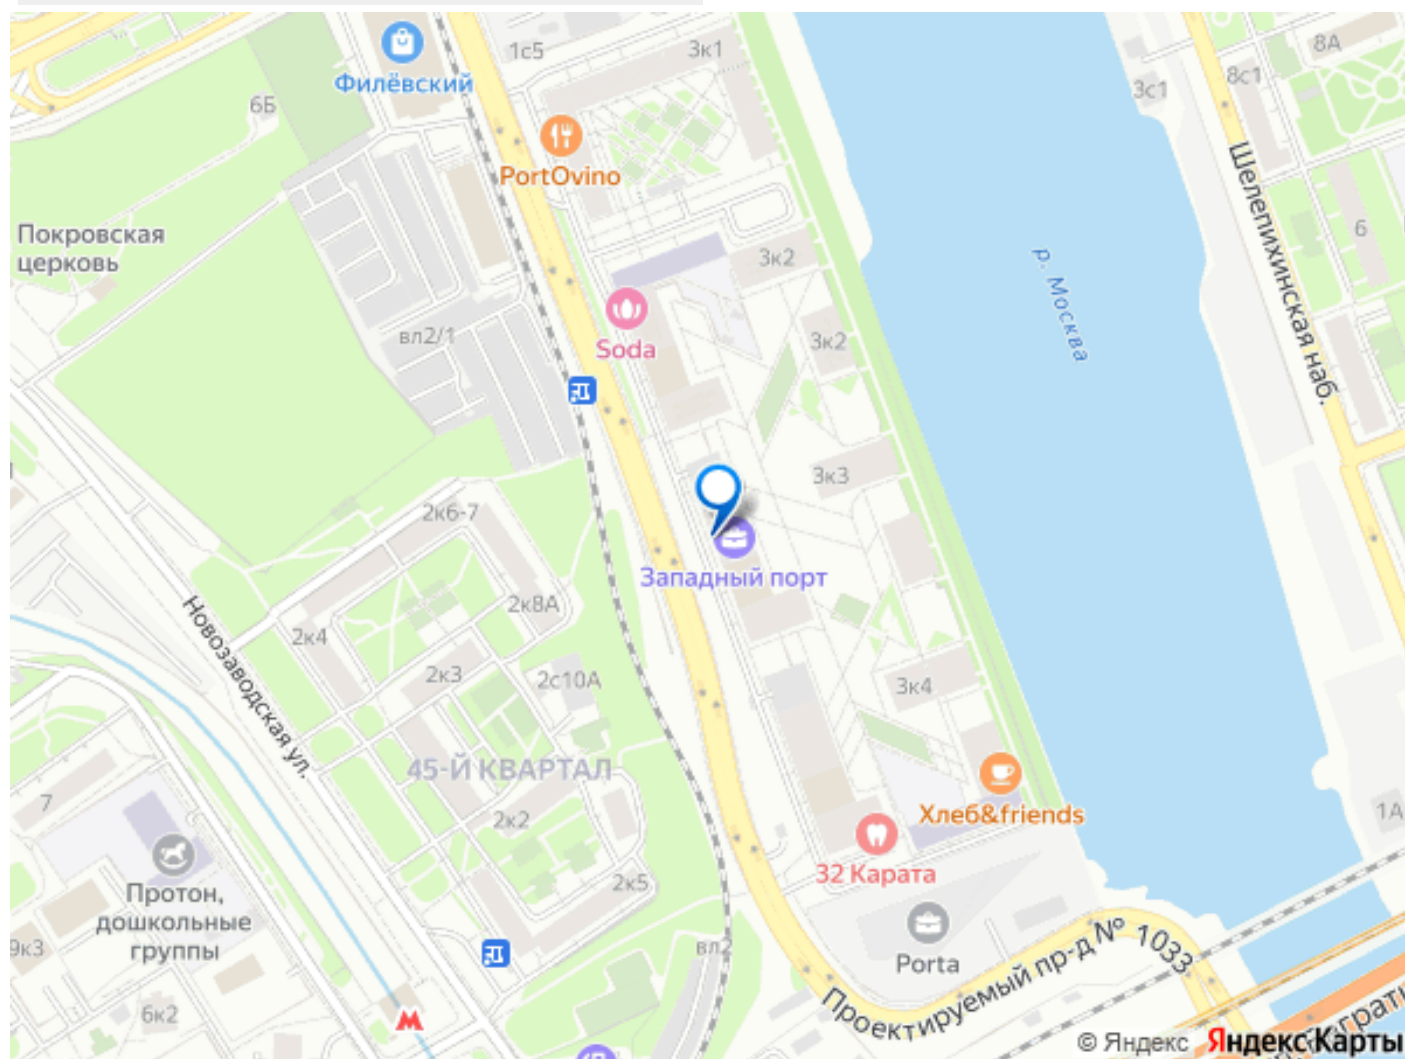 1с5
3к1
8А
Филёвский
8с1
3с1
6Б
PortOvino
Шелепихинская наб.
Покровская
церковь
6
3к2
р. Москва
вл2/1
3к2
Soda
3к3
2к6-7
Западный порт
2к8А
Новозаводская ул.
2к4
2к3
2с10А
3к4
45-Й КВАРТАЛ
7
2к2
Хлеб&friends
1А
32 Карата
Протон,
дошкольные
группы
2к5
9к3
вл2
Porta
Проектируемый пр-д № 1033
6к2
М
© Яндекс
Яндекс Карты